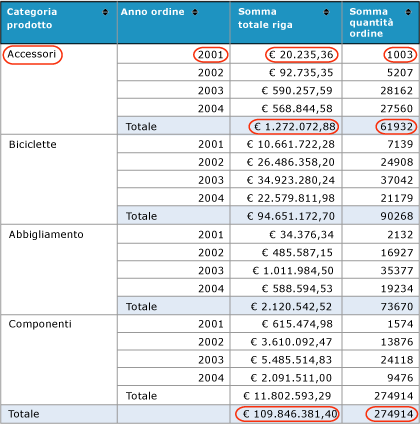 Categoria prodotto Anno ordine Somma totale riga Somma quantità ordine
Accessori 2001 € 20.235,36 1003
2002 € 92.735,35 5207
2003 € 590.257,59 28162
2004 € 568.844,58 27560
Totale € 1.272.072,88 61932
Biciclette 2001 € 10.661.722,28 7139
2002 € 26.486.358,20 24908
2003 € 34.923.280,24 37042
2004 € 22.579.811,98 21179
Totale € 94.651.172,70 90268
Abbigliamento 2001 € 34.376,34 2132
2002 € 485.587,15 16927
2003 € 1.011.984,50 35377
2004 € 588.594,53 19234
Totale € 2.120.542,52 73670
Componenti 2001 € 615.474,98 1574
2002 € 3.610.092,47 13876
2003 € 5.485.514,83 24118
2004 € 2.091.511,00 9476
Totale € 11.802.593,29 274914
Totale € 109.846.381,40 274914